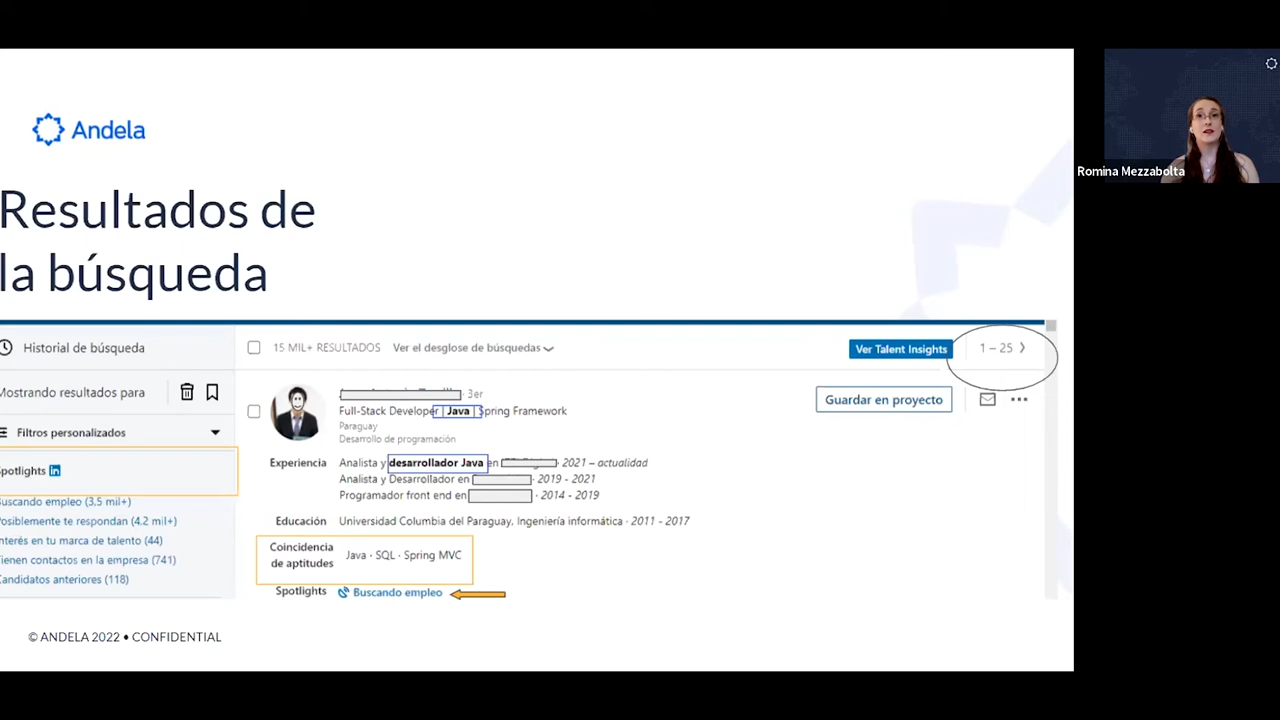 Andela
Resultados de
la búsqueda
Romina Mezzabolta
Historial de búsqueda
15 MIL+ RESULTADOS
Ver el desglose de búsquedas
Ver Talent Insights
1 – 25
Mostrando resultados para
Filtros personalizados
Spotlights in
Buscando empleo (3,5 mil+)
Posiblemente te respondan (4.2 mil+)
Interés en tu marca de talento (44)
Tienen contactos en la empresa (741)
Candidatos anteriores (118)
· 3er
Guardar en proyecto
Full-Stack Developer | Java | Spring Framework
Paraguay
Desarrollo de programación
Experiencia
Analista y desarrollador Java en · 2021 – actualidad
Analista y Desarrollador en · 2019 - 2021
Programador front end en · 2014 - 2019
Educación
Universidad Columbia del Paraguay, Ingeniería informática · 2011 - 2017
Coincidencia
de aptitudes
Java · SQL · Spring MVC
Spotlights
Buscando empleo
© ANDELA 2022 • CONFIDENTIAL